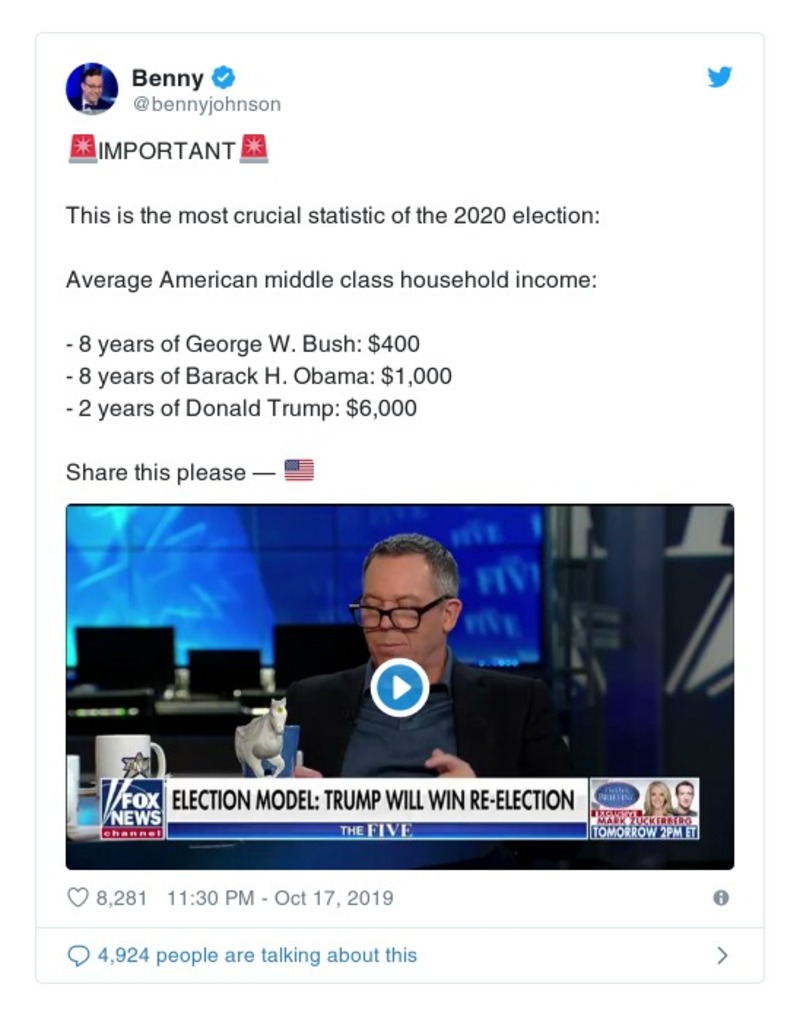 Benny
@bennyjohnson
🚨IMPORTANT🚨
This is the most crucial statistic of the 2020 election:
Average American middle class household income:
- 8 years of George W. Bush: $400
- 8 years of Barack H. Obama: $1,000
- 2 years of Donald Trump: $6,000
Share this please — 🇺🇸
FIVE
FOX
NEWS
channel
ELECTION MODEL: TRUMP WILL WIN RE-ELECTION
THE FIVE
BRIEFING
EXCLUSIVE
MARK ZUCKERBERG
TOMORROW 2PM ET
8,281 11:30 PM - Oct 17, 2019
4,924 people are talking about this